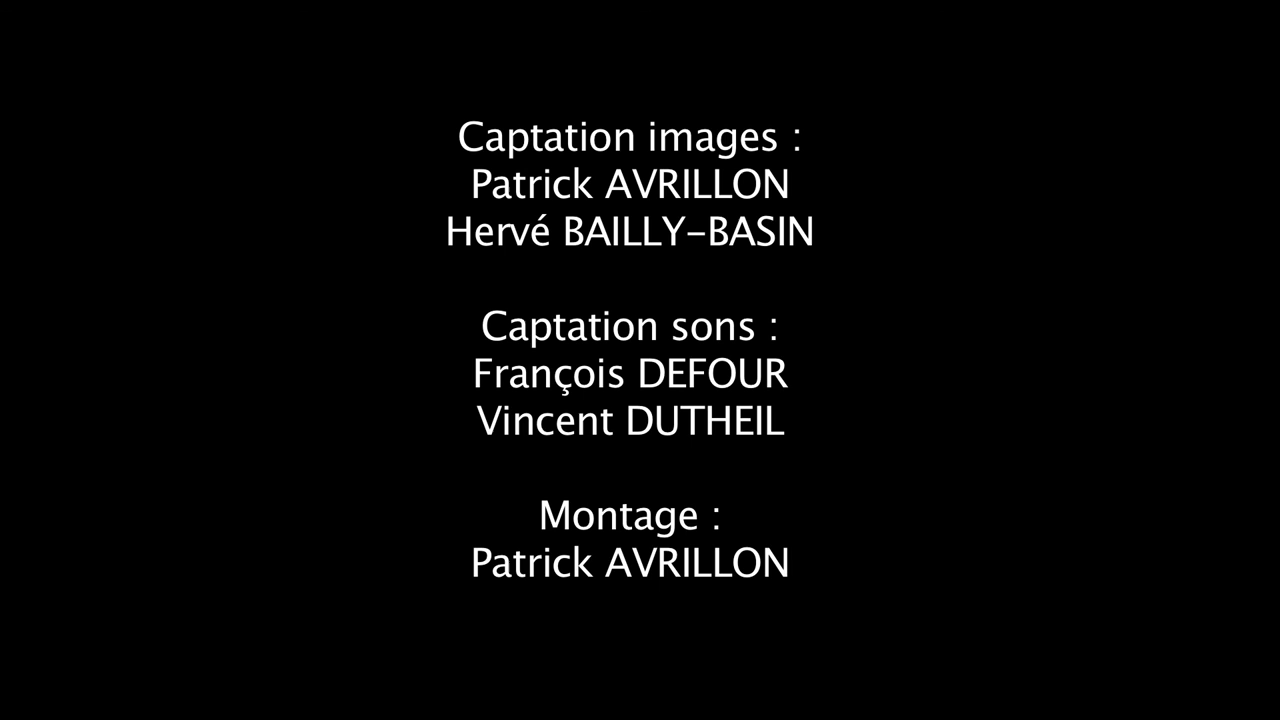 Captation images :
Patrick AVRILLON
Hervé BAILLY-BASIN
Captation sons :
François DEFOUR
Vincent DUTHEIL
Montage :
Patrick AVRILLON